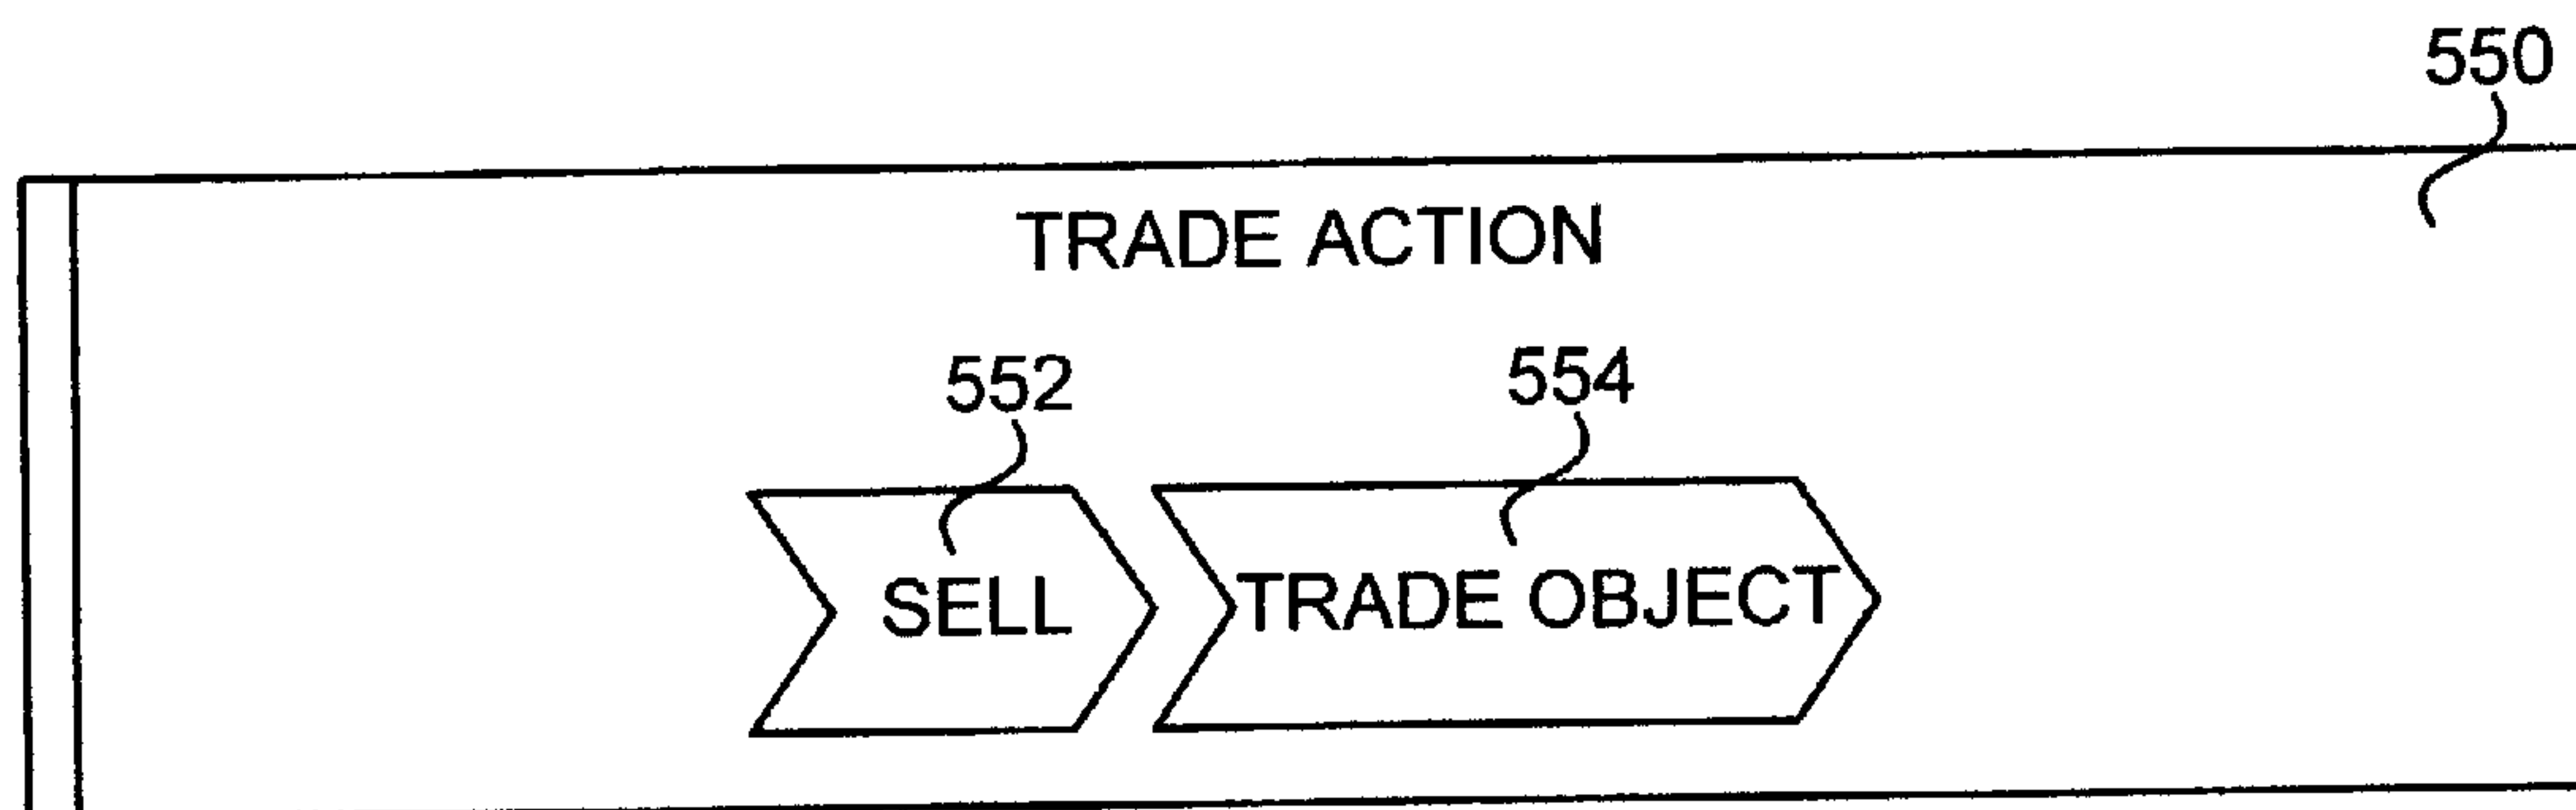 550
TRADE ACTION
552 554
SELL TRADE OBJECT